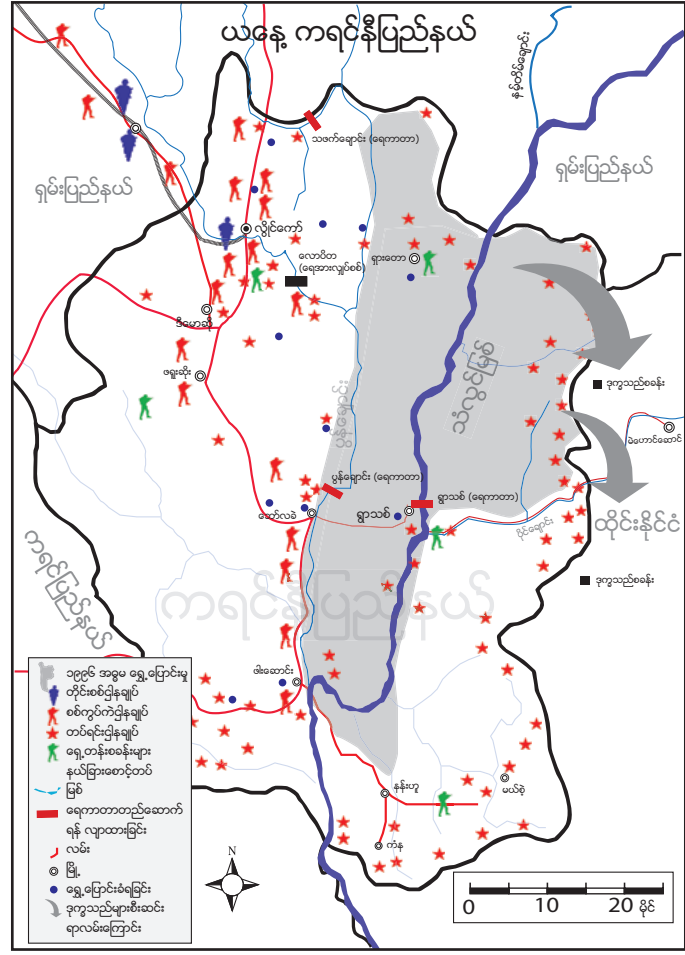 ယနေ့ ကရင်နီပြည်နယ်
နမ့်တိန်ချောင်း
သဖက်ချောင်း (ရေကာတာ)
ရှမ်းပြည်နယ်
ရှမ်းပြည်နယ်
လွိုင်ကော်
လောပိတ
(ရေအားလျှပ်စစ်)
ရှားတော
ဒီမောဆို
ဖရူးဆိုး
ပွန်ချောင်း
သံလွင်မြစ်
ဒုက္ခသည်စခန်း
မဲဟောင်ဆောင်
ပွန်ချောင်း (ရေကာတာ)
ရွာသစ် (ရေကာတာ)
ဘော်လခဲ
ရွာသစ်
ထိုင်းနိုင်ငံ
ပိုင်ချောင်း
ကရင်ပြည်နယ်
ဒုက္ခသည်စခန်း
ကရင်နီပြည်နယ်
ဖါးဆောင်း
၁၉၉၆ အဓမ္မ ရွှေ့ပြောင်းမှု
တိုင်းစစ်ဌာနချုပ်
စစ်ကွပ်ကဲဌာနချုပ်
တပ်ရင်းဌာနချုပ်
ရှေ့တန်းစခန်းများ
နယ်ခြားစောင့်တပ်
မြစ်
ရေကာတာတည်ဆောက်
ရန် လျာထားခြင်း
လမ်း
မြို့
ရွှေ့ပြောင်းခံရခြင်း
ဒုက္ခသည်များစီးဆင်း
ရာလမ်းကြောင်း
နန်းဟူ
မယ်စဲ့
ကံန
N
0 10 20 မိုင်